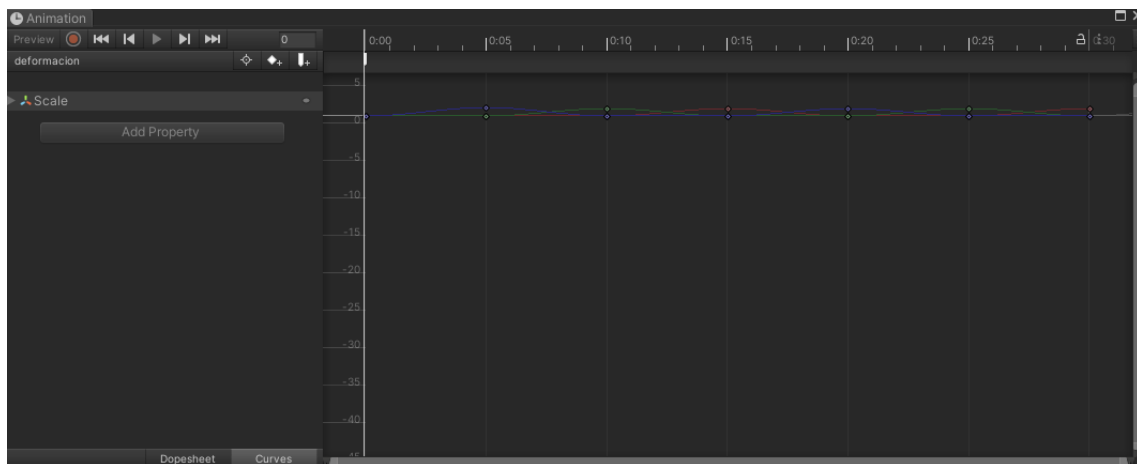 Animation
Preview 0 0:00 0:05 0:10 0:15 0:20 0:25 0:30
deformacion
5
Scale
Add Property 0
-5
-10
-15
-20
-25
-30
-35
-40
Dopesheet Curves -45